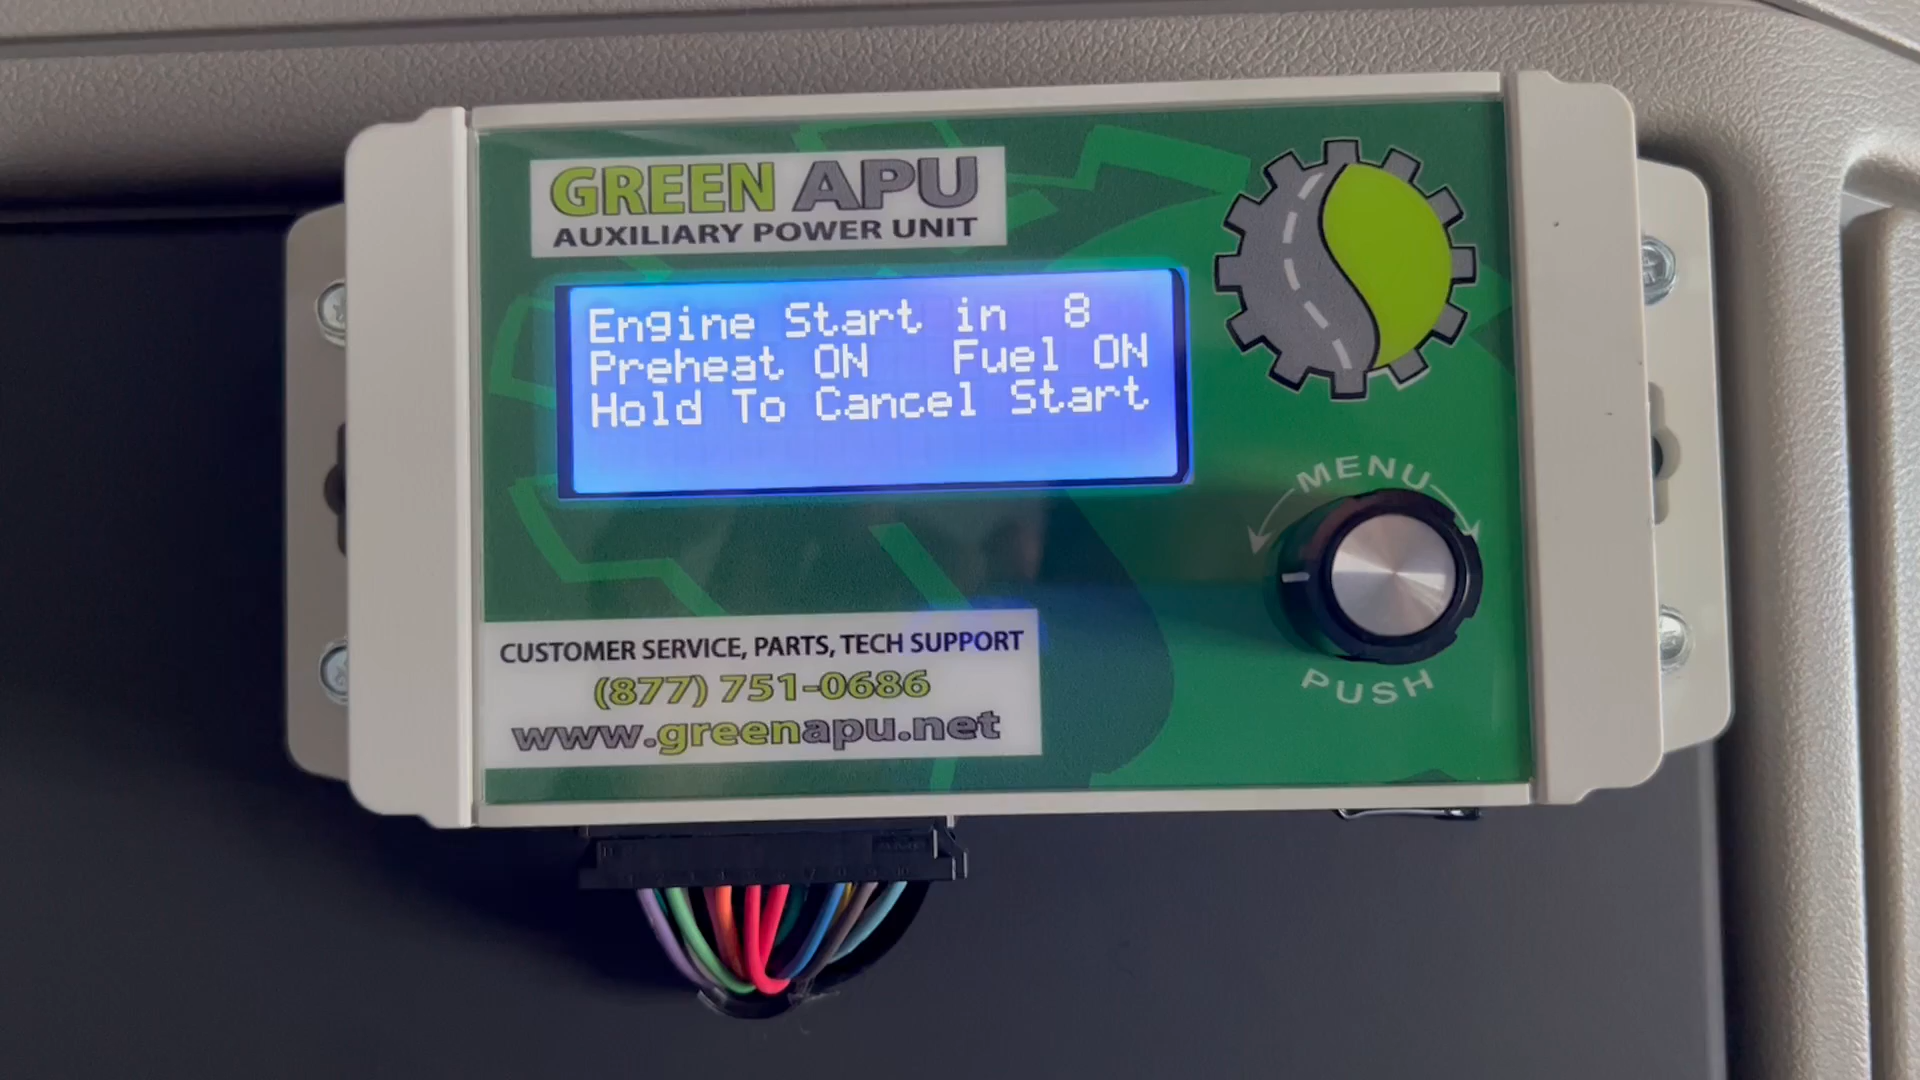 GREEN APU
AUXILIARY POWER UNIT
Engine Start in 8
Preheat ON Fuel ON
Hold To Cancel Start
MENU
PUSH
CUSTOMER SERVICE, PARTS, TECH SUPPORT
(877) 751-0686
www.greenapu.net